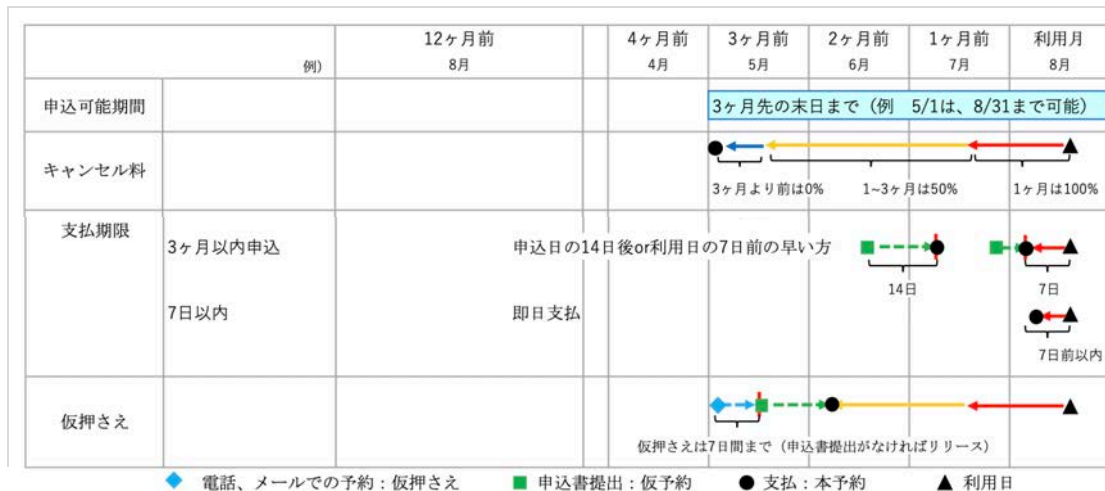 12ヶ月前 4ヶ月前 3ヶ月前 2ヶ月前 1ヶ月前 利用月
例) 8月 4月 5月 6月 7月 8月
申込可能期間 3ヶ月先の末日まで（例　5/1は、8/31まで可能）
キャンセル料
3ヶ月より前は0% 1~3ヶ月は50% 1ヶ月は100%
支払期限
3ヶ月以内申込 申込日の14日後or利用日の7日前の早い方
14日 7日
7日以内 即日支払
7日前以内
仮押さえ
仮押さえは7日間まで（申込書提出がなければリリース）
電話、メールでの予約：仮押さえ 申込書提出：仮予約 支払：本予約 利用日